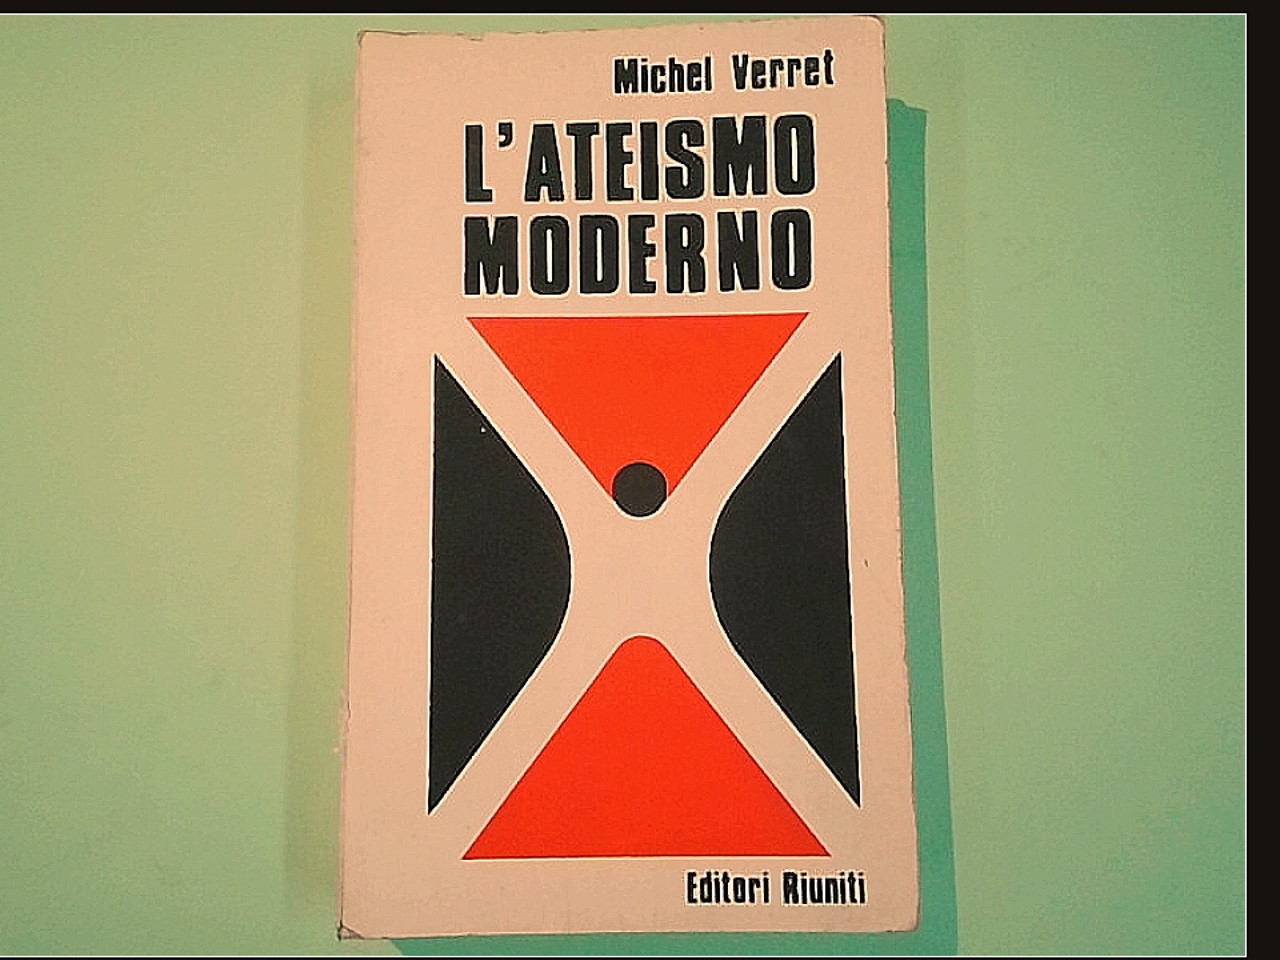 Michel Verret
L'ATEISMO
MODERNO
Editori Riuniti